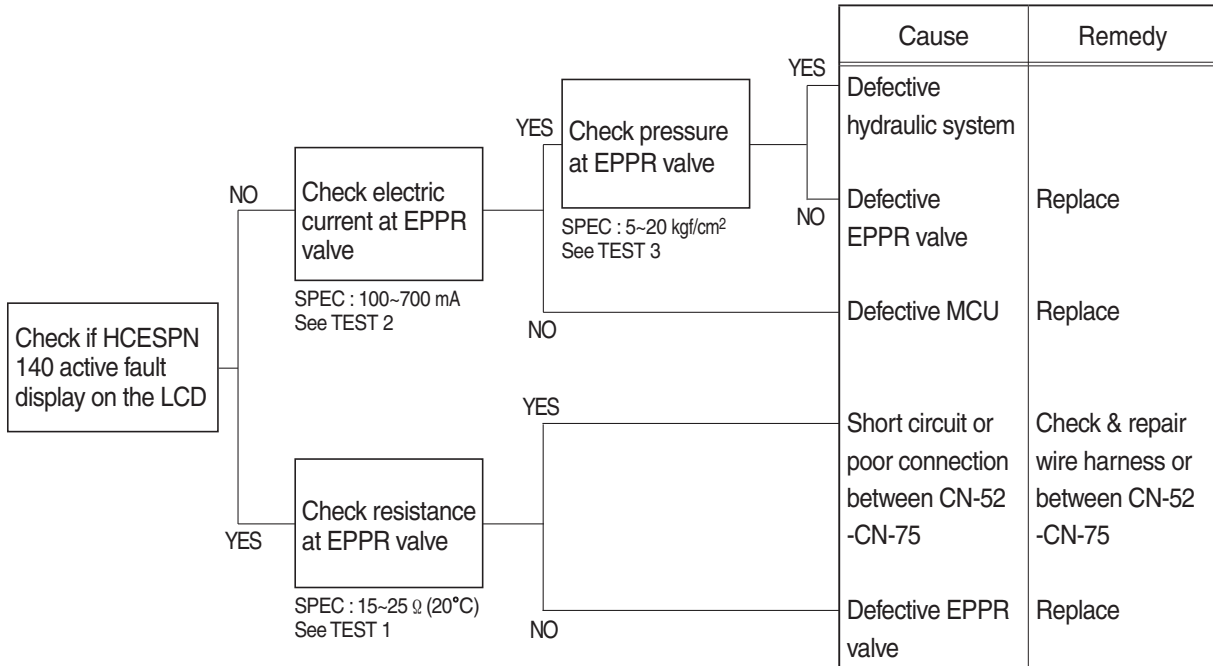 Cause
Remedy
YES
Defective
hydraulic system
YES
Check pressure
at EPPR valve
NO
Check electric
current at EPPR
valve
NO
Defective
EPPR valve
Replace
SPEC : 5~20 kgf/cm²
See TEST 3
SPEC : 100~700 mA
See TEST 2
NO
Defective MCU
Replace
Check if HCESPN
140 active fault
display on the LCD
YES
Short circuit or
poor connection
between CN-52
-CN-75
Check & repair
wire harness or
between CN-52
-CN-75
YES
Check resistance
at EPPR valve
SPEC : 15~25 Ω (20°C)
See TEST 1
NO
Defective EPPR
valve
Replace